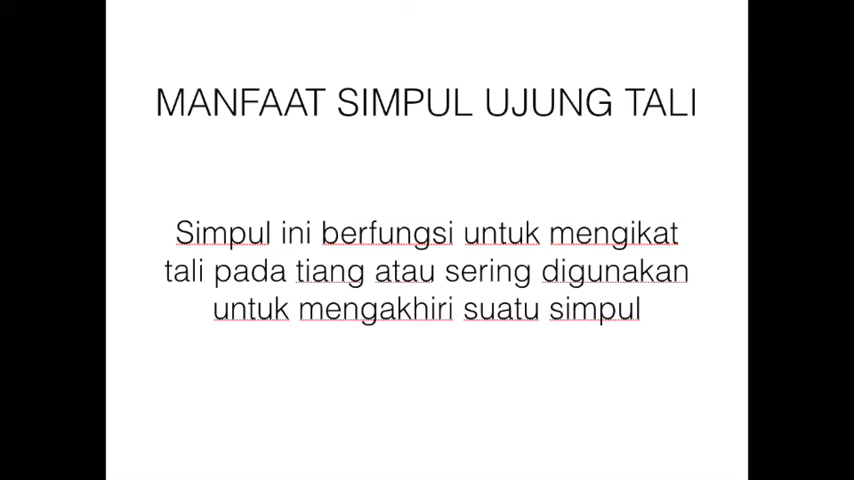 MANFAAT SIMPUL UJUNG TALI
Simpul ini berfungsi untuk mengikat
tali pada tiang atau sering digunakan
untuk mengakhiri suatu simpul